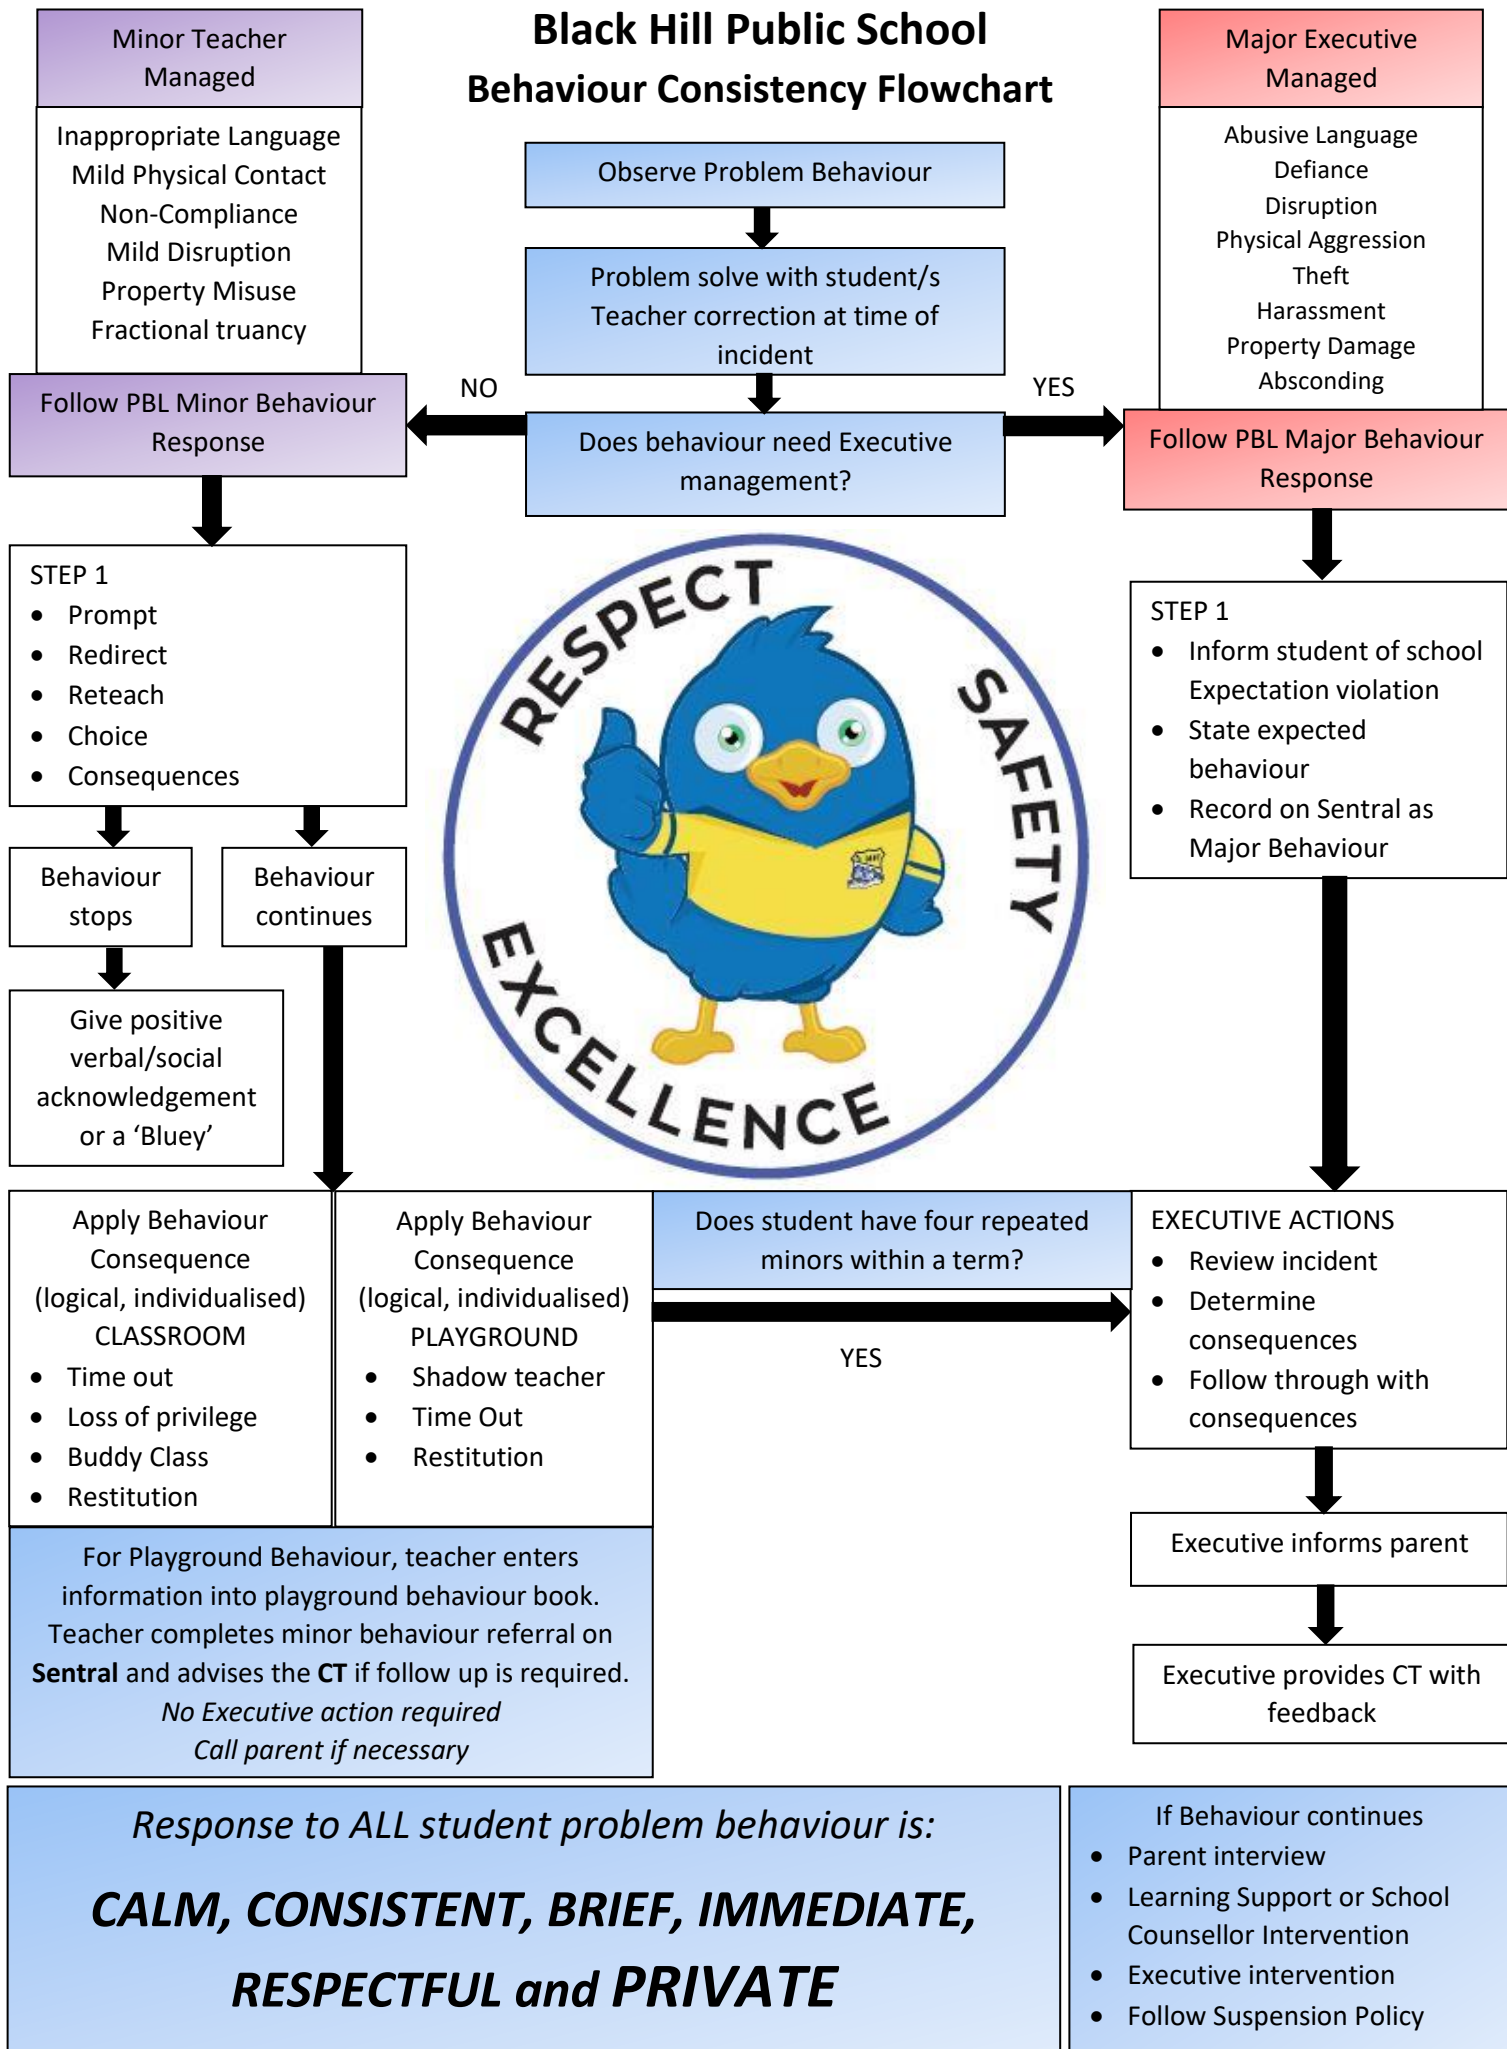 Black Hill Public School
Behaviour Consistency Flowchart
Minor Teacher
Managed
Inappropriate Language
Mild Physical Contact
Non-Compliance
Mild Disruption
Property Misuse
Fractional truancy
Follow PBL Minor Behaviour
Response
Observe Problem Behaviour
Problem solve with student/s
Teacher correction at time of
incident
NO
YES
Does behaviour need Executive
management?
Major Executive
Managed
Abusive Language
Defiance
Disruption
Physical Aggression
Theft
Harassment
Property Damage
Absconding
Follow PBL Major Behaviour
Response
STEP 1
• Prompt
• Redirect
• Reteach
• Choice
• Consequences
Behaviour
stops
Behaviour
continues
Give positive
verbal/social
acknowledgement
or a ‘Bluey’
RESPECT
SAFETY
EXCELLENCE
STEP 1
• Inform student of school
Expectation violation
• State expected
behaviour
• Record on Sentral as
Major Behaviour
Apply Behaviour
Consequence
(logical, individualised)
CLASSROOM
• Time out
• Loss of privilege
• Buddy Class
• Restitution
Apply Behaviour
Consequence
(logical, individualised)
PLAYGROUND
• Shadow teacher
• Time Out
• Restitution
Does student have four repeated
minors within a term?
YES
EXECUTIVE ACTIONS
• Review incident
• Determine
consequences
• Follow through with
consequences
Executive informs parent
Executive provides CT with
feedback
For Playground Behaviour, teacher enters
information into playground behaviour book.
Teacher completes minor behaviour referral on
Sentral and advises the CT if follow up is required.
No Executive action required
Call parent if necessary
Response to ALL student problem behaviour is:
CALM, CONSISTENT, BRIEF, IMMEDIATE,
RESPECTFUL and PRIVATE
If Behaviour continues
• Parent interview
• Learning Support or School
Counsellor Intervention
• Executive intervention
• Follow Suspension Policy